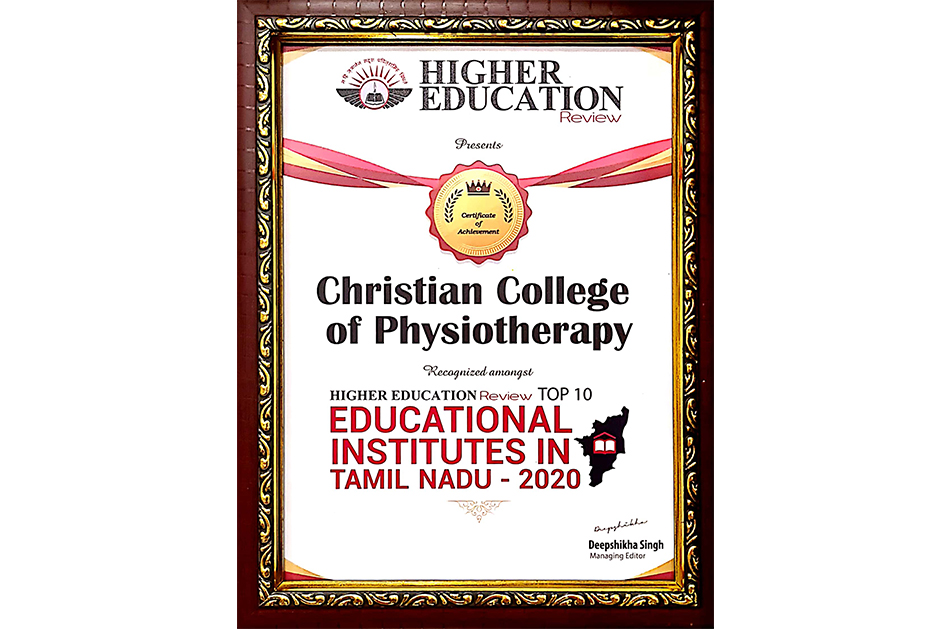 HIGHER
EDUCATION
Review
Presents
Certificate
of
Achievement
Christian College
of Physiotherapy
Recognized amongst
HIGHER EDUCATION Review TOP 10
EDUCATIONAL
INSTITUTES IN
TAMIL NADU - 2020
Deepshikha
Deepshikha Singh
Managing Editor